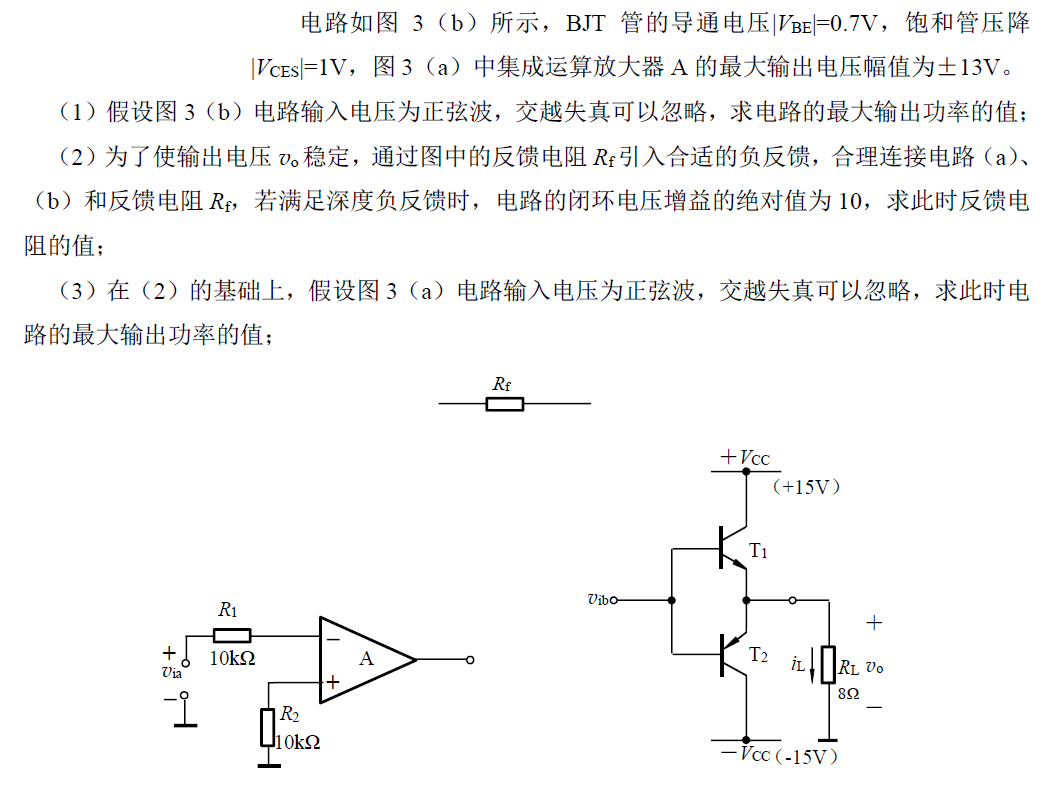 电路如图 3（b）所示，BJT 管的导通电压|VBE|=0.7V，饱和管压降
|VCES|=1V，图 3（a）中集成运算放大器 A 的最大输出电压幅值为±13V。
（1）假设图 3（b）电路输入电压为正弦波，交越失真可以忽略，求电路的最大输出功率的值；
（2）为了使输出电压 vo 稳定，通过图中的反馈电阻 Rf 引入合适的负反馈，合理连接电路（a）、
（b）和反馈电阻 Rf，若满足深度负反馈时，电路的闭环电压增益的绝对值为 10，求此时反馈电
阻的值；
（3）在（2）的基础上，假设图 3（a）电路输入电压为正弦波，交越失真可以忽略，求此时电
路的最大输出功率的值；
Rf
＋VCC
（+15V）
T1
vib
R1
10kΩ
+
via
−
−
A
+
R2
10kΩ
T2
iL
RL
8Ω
+
vo
−
−VCC
（-15V）